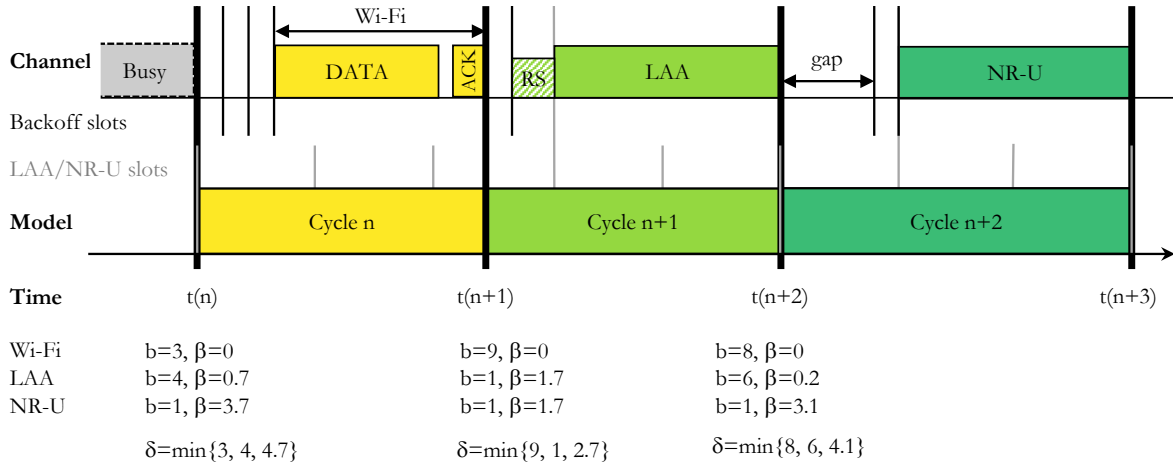 Wi-Fi
Channel Busy DATA ACK RS LAA gap NR-U
Backoff slots
LAA/NR-U slots
Model Cycle n Cycle n+1 Cycle n+2
Time t(n) t(n+1) t(n+2) t(n+3)
Wi-Fi b=3, β=0 b=9, β=0 b=8, β=0
LAA b=4, β=0.7 b=1, β=1.7 b=6, β=0.2
NR-U b=1, β=3.7 b=1, β=1.7 b=1, β=3.1
δ=min{3, 4, 4.7} δ=min{9, 1, 2.7} δ=min{8, 6, 4.1}